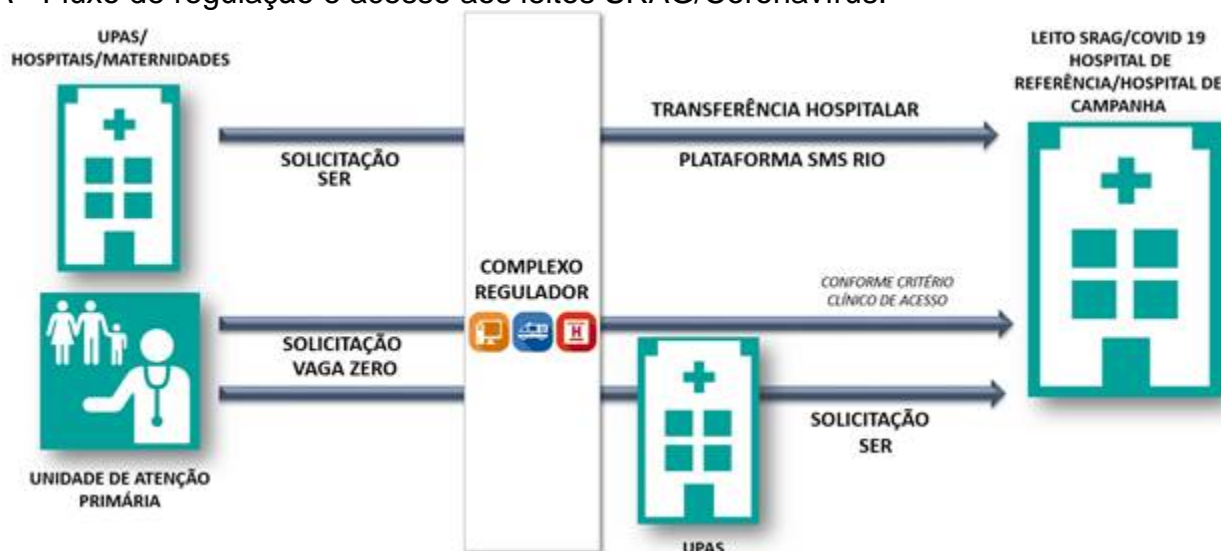 Fluxo de regulação e acesso aos leitos SRAG/Coronavírus.
UPAS/
HOSPITAIS/MATERNIDADES
SOLICITAÇÃO
SER
COMPLEXO
REGULADOR
H
TRANSFERÊNCIA HOSPITALAR
PLATAFORMA SMS RIO
LEITO SRAG/COVID 19
HOSPITAL DE
REFERÊNCIA/HOSPITAL DE
CAMPANHA
CONFORME CRITÉRIO
CLÍNICO DE ACESSO
SOLICITAÇÃO
VAGA ZERO
SOLICITAÇÃO
SER
UNIDADE DE ATENÇÃO
PRIMÁRIA
UPAS